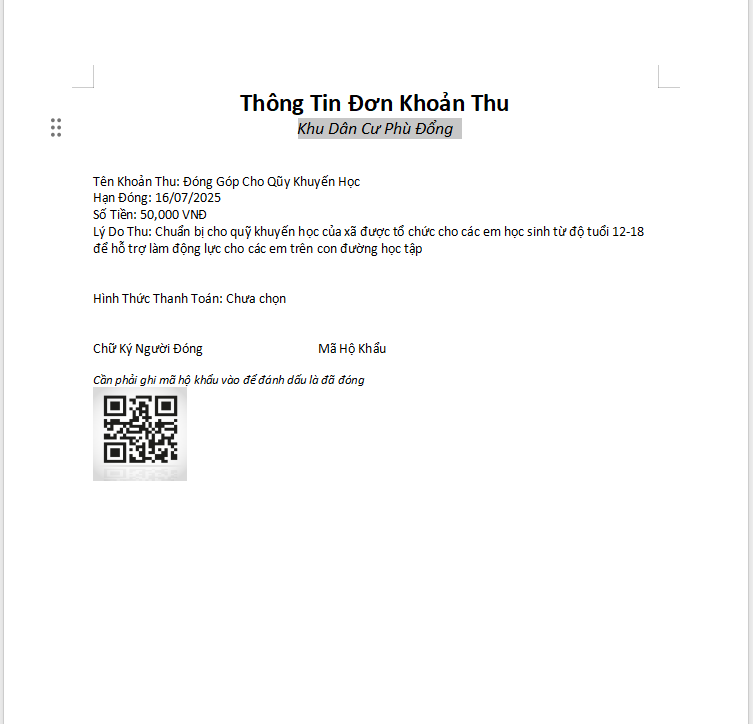 Thông Tin Đơn Khoản Thu
Khu Dân Cư Phù Đổng
Tên Khoản Thu: Đóng Góp Cho Qũy Khuyến Học
Hạn Đóng: 16/07/2025
Số Tiền: 50,000 VNĐ
Lý Do Thu: Chuẩn bị cho quỹ khuyến học của xã được tổ chức cho các em học sinh từ độ tuổi 12-18
để hỗ trợ làm động lực cho các em trên con đường học tập
Hình Thức Thanh Toán: Chưa chọn
Chữ Ký Người Đóng Mã Hộ Khẩu
Cần phải ghi mã hộ khẩu vào để đánh dấu là đã đóng